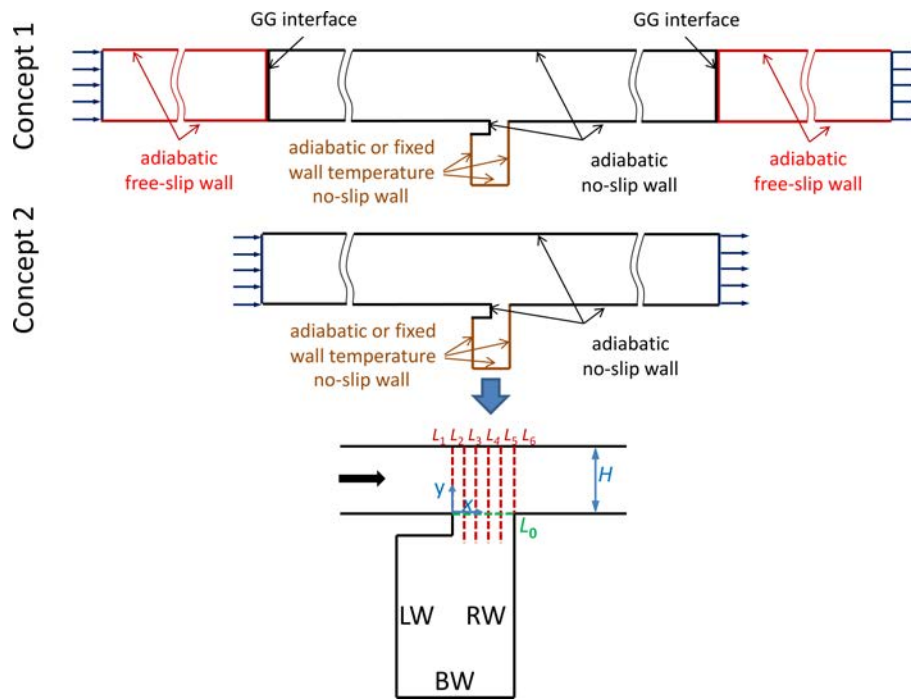 Concept 1
GG interface
GG interface
adiabatic
free-slip wall
adiabatic or fixed
wall temperature
no-slip wall
adiabatic
no-slip wall
adiabatic
free-slip wall
Concept 2
adiabatic or fixed
wall temperature
no-slip wall
adiabatic
no-slip wall
L1 L2 L3 L4 L5 L6
H
y
x
L0
LW
RW
BW